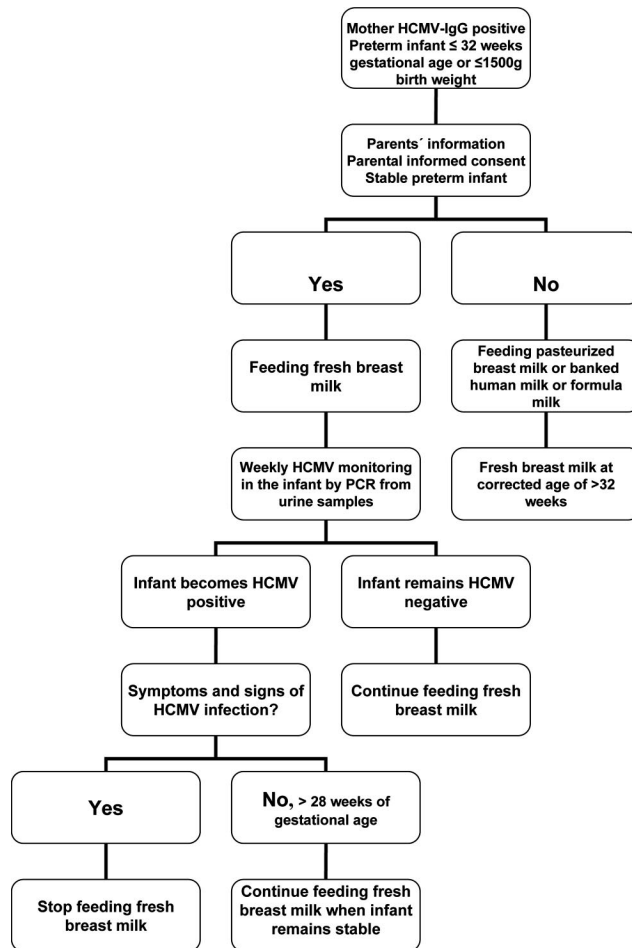 Mother HCMV-IgG positive
Preterm infant ≤ 32 weeks
gestational age or ≤1500g
birth weight
Parents´ information
Parental informed consent
Stable preterm infant
Yes
No
Feeding fresh breast
milk
Feeding pasteurized
breast milk or banked
human milk or formula
milk
Weekly HCMV monitoring
in the infant by PCR from
urine samples
Fresh breast milk at
corrected age of >32
weeks
Infant becomes HCMV
positive
Infant remains HCMV
negative
Symptoms and signs of
HCMV infection?
Continue feeding fresh
breast milk
Yes
No, > 28 weeks of
gestational age
Stop feeding fresh
breast milk
Continue feeding fresh
breast milk when infant
remains stable